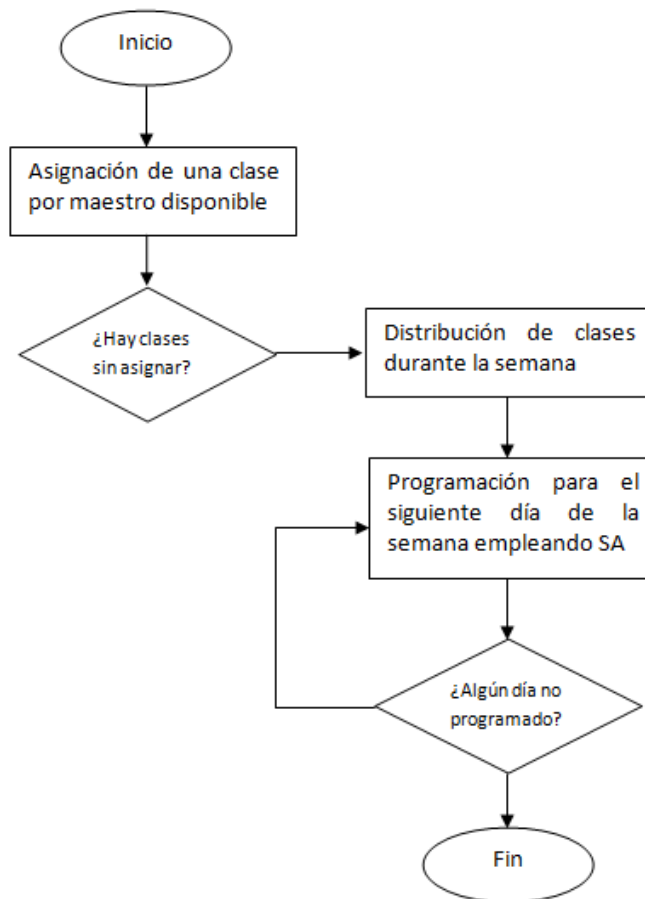 Inicio
Asignación de una clase
por maestro disponible
¿Hay clases
sin asignar?
Distribución de clases
durante la semana
Programación para el
siguiente día de la
semana empleando SA
¿Algún día no
programado?
Fin